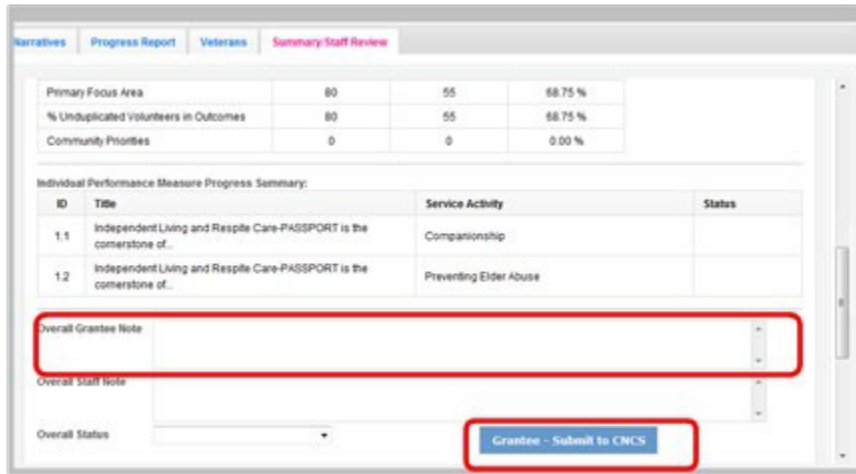 Narratives Progress Report Veterans Summary/Staff Review
Primary Focus Area 80 55 68.75 %
% Unduplicated Volunteers in Outcomes 80 55 68.75 %
Community Priorities 0 0 0.00 %
Individual Performance Measure Progress Summary:
ID Title Service Activity Status
1.1 Independent Living and Respite Care-PASSPORT is the
cornerstone of... Companionship
1.2 Independent Living and Respite Care-PASSPORT is the
cornerstone of... Preventing Elder Abuse
Overall Grantee Note
Overall Staff Note
Overall Status
Grantee - Submit to CNCS